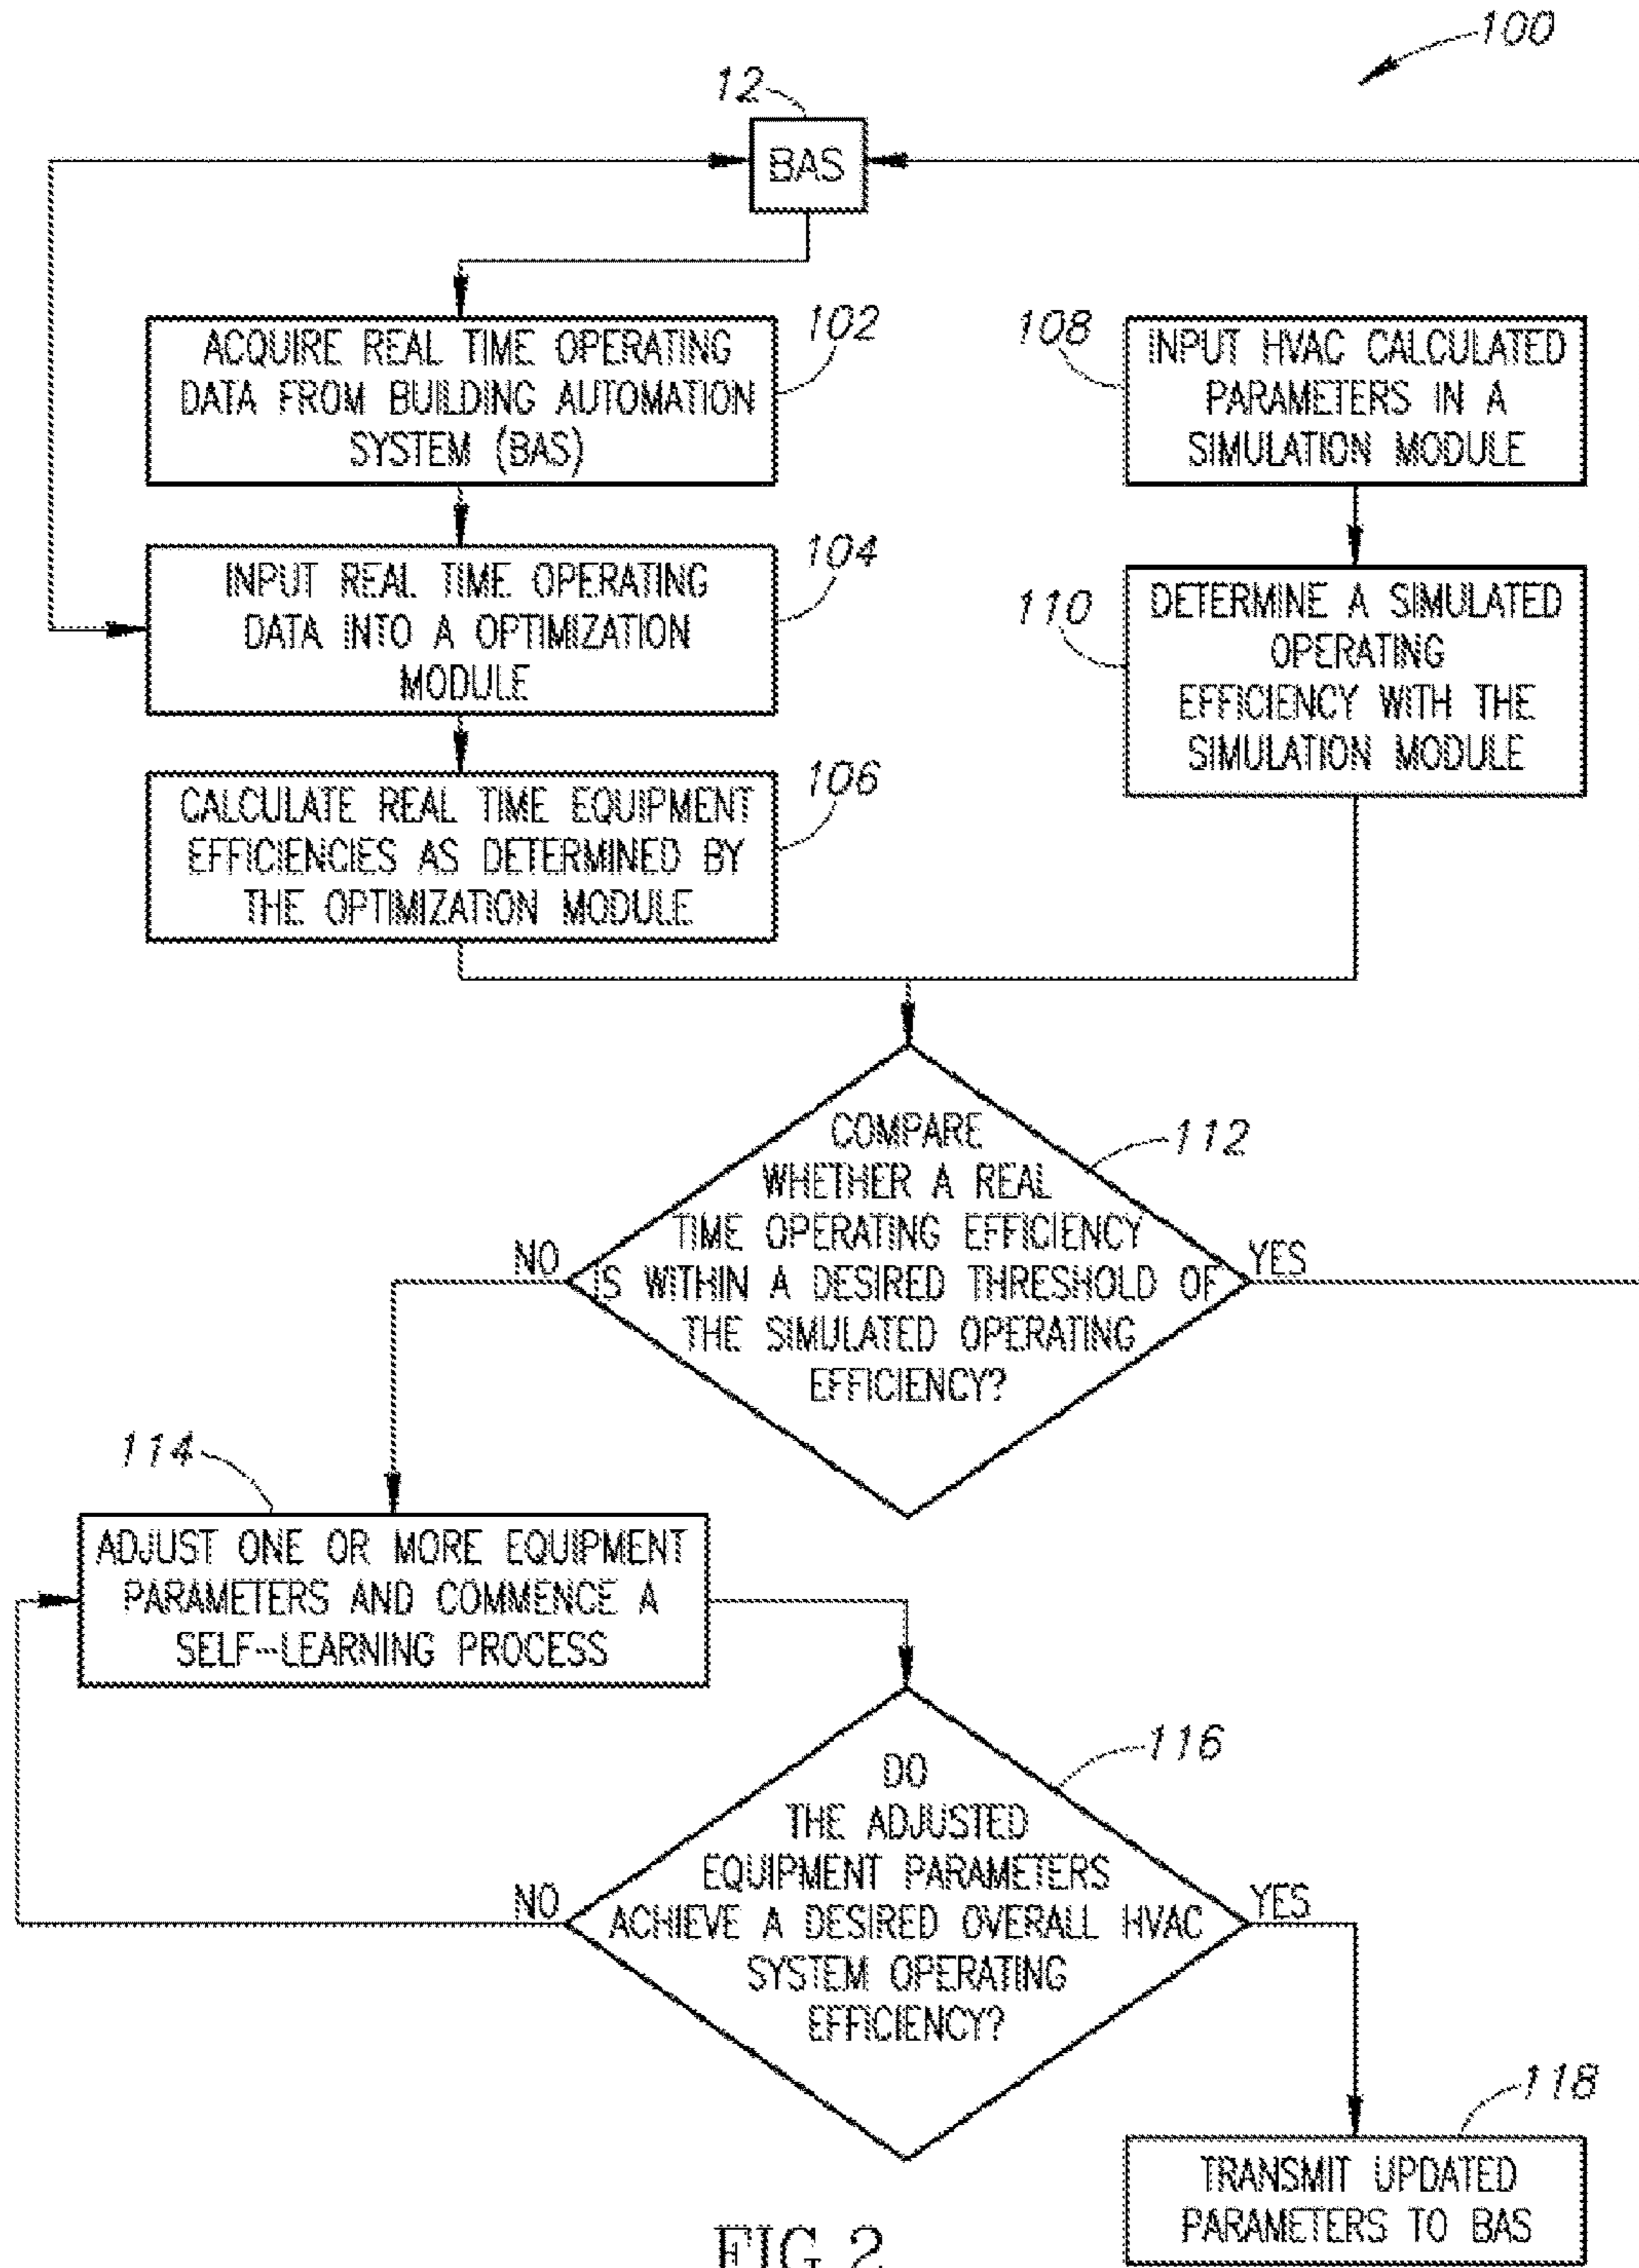 100
12
BAS
ACQUIRE REAL TIME OPERATING
DATA FROM BUILDING AUTOMATION
SYSTEM (BAS)
102
108
INPUT HVAC CALCULATED
PARAMETERS IN A
SIMULATION MODULE
INPUT REAL TIME OPERATING
DATA INTO A OPTIMIZATION
MODULE
104
110
DETERMINE A SIMULATED
OPERATING
EFFICIENCY WITH THE
SIMULATION MODULE
CALCULATE REAL TIME EQUIPMENT
EFFICIENCIES AS DETERMINED BY
THE OPTIMIZATION MODULE
106
COMPARE
WHETHER A REAL
TIME OPERATING EFFICIENCY
IS WITHIN A DESIRED THRESHOLD OF
THE SIMULATED OPERATING
EFFICIENCY?
112
NO
YES
114
ADJUST ONE OR MORE EQUIPMENT
PARAMETERS AND COMMENCE A
SELF-LEARNING PROCESS
DO
THE ADJUSTED
EQUIPMENT PARAMETERS
ACHIEVE A DESIRED OVERALL HVAC
SYSTEM OPERATING
EFFICIENCY?
116
NO
YES
118
TRANSMIT UPDATED
PARAMETERS TO BAS
FIG. 2